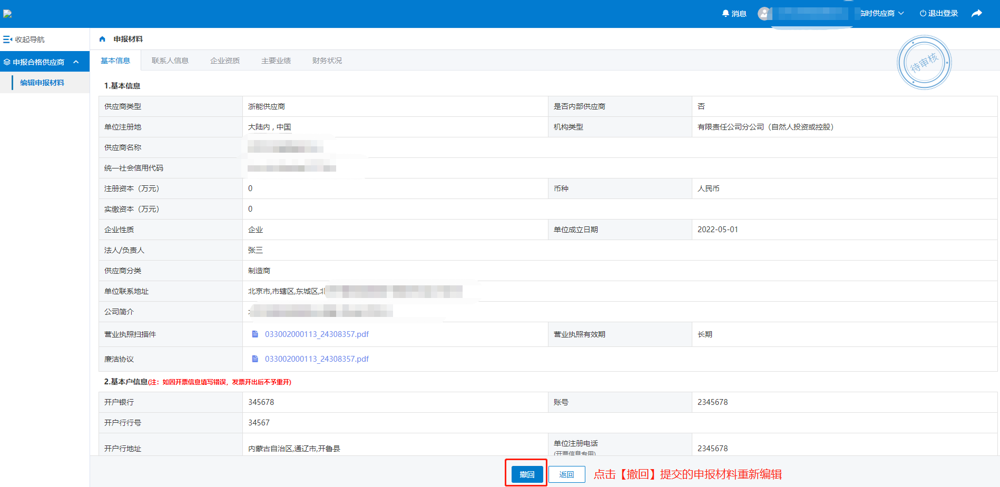 消息
临时供应商
退出登录
收起导航
申报材料
申报合格供应商
编辑申报材料
基本信息 联系人信息 企业资质 主要业绩 财务状况
待审核
1.基本信息
供应商类型 浙能供应商 是否内部供应商 否
单位注册地 大陆内 , 中国 机构类型 有限责任公司分公司（自然人投资或控股）
供应商名称
统一社会信用代码
注册资本（万元） 0 币种 人民币
实缴资本（万元） 0
企业性质 企业 单位成立日期 2022-05-01
法人/负责人 张三
供应商分类 制造商
单位联系地址 北京市,市辖区,东城区,
公司简介
营业执照扫描件 033002000113_24308357.pdf 营业执照有效期 长期
廉洁协议 033002000113_24308357.pdf
2.基本户信息(注：如因开票信息填写错误，发票开出后不予重开)
开户银行 345678 账号 2345678
开户行行号 34567
开户行地址 内蒙古自治区,通辽市,开鲁县 单位注册电话 2345678
(开票信息专用)
撤回 返回 点击【撤回】提交的申报材料重新编辑